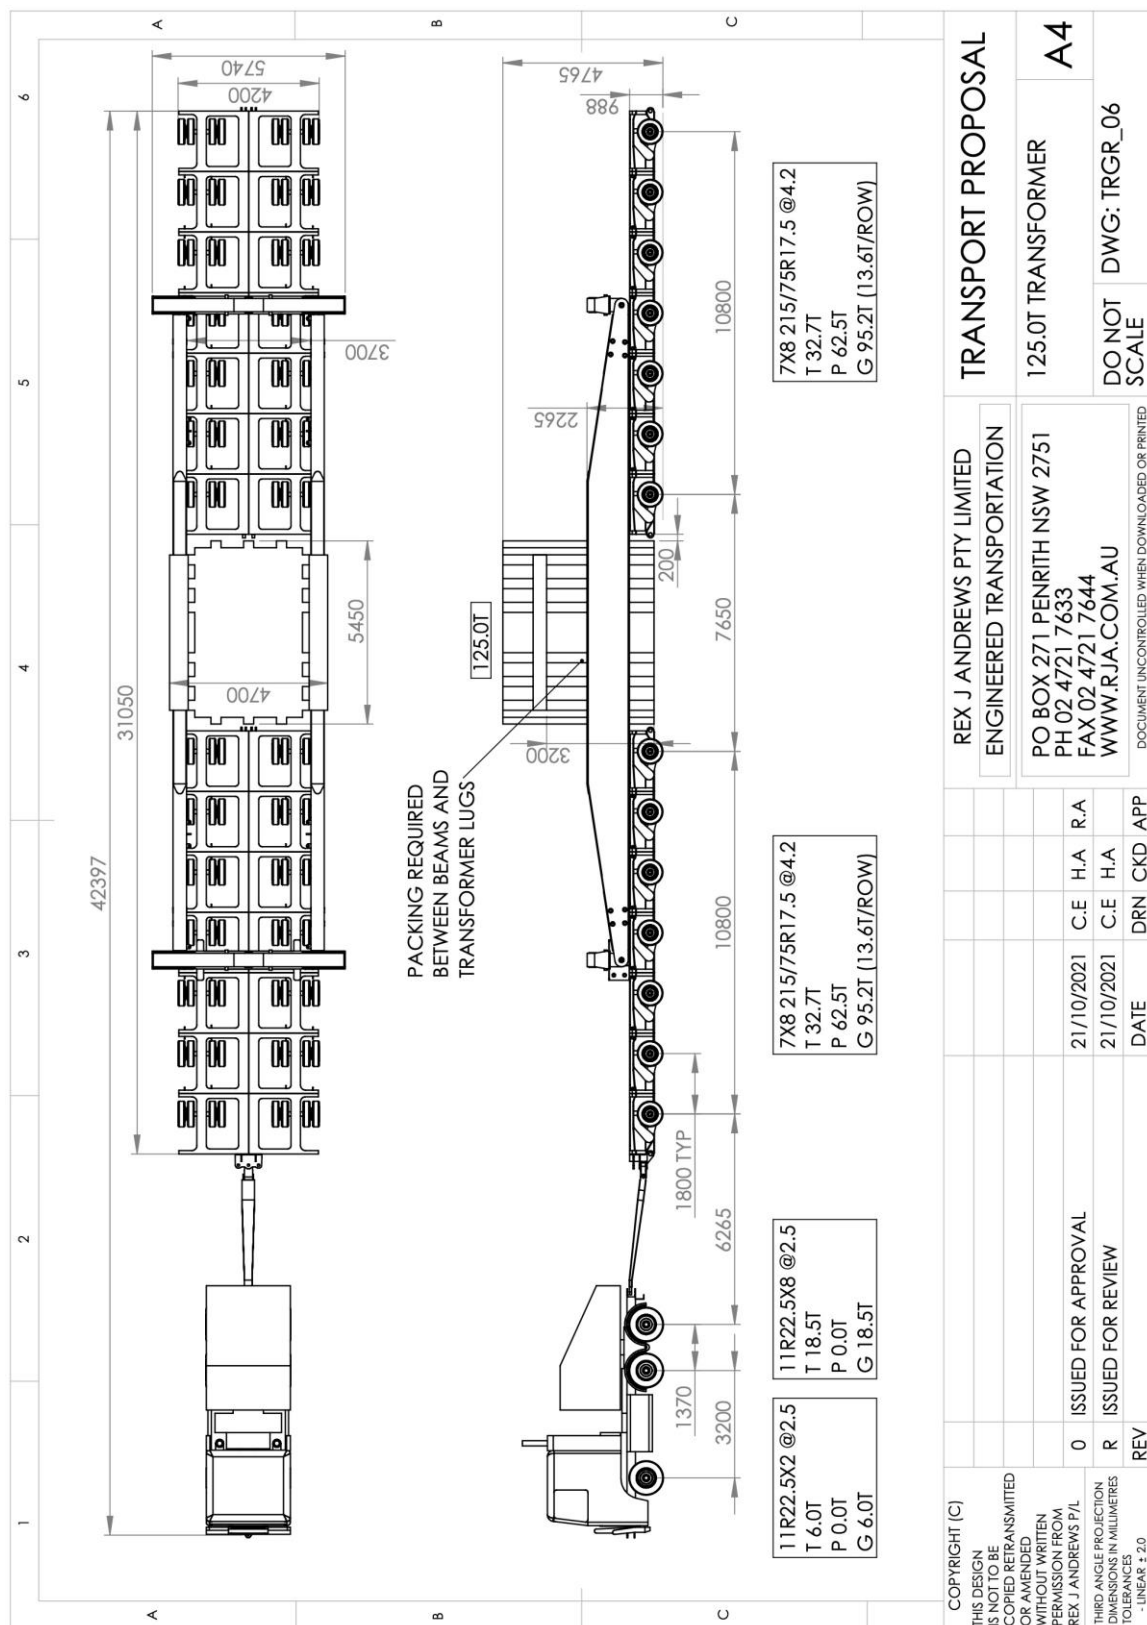 1
2
3
4
5
6
A
B
C
A
B
C
42397
31050
5740
4200
3700
5450
4700
125.0T
PACKING REQUIRED
BETWEEN BEAMS AND
TRANSFORMER LUGS
4765
988
2265
3200
200
1370
3200
6265
1800 TYP
10800
7650
10800
11R22.5X2 @2.5
T 6.0T
P 0.0T
G 6.0T
11R22.5X8 @2.5
T 18.5T
P 0.0T
G 18.5T
7X8 215/75R17.5 @4.2
T 32.7T
P 62.5T
G 95.2T (13.6T/ROW)
7X8 215/75R17.5 @4.2
T 32.7T
P 62.5T
G 95.2T (13.6T/ROW)
COPYRIGHT (C)
THIS DESIGN
IS NOT TO BE
COPIED RETRANSMITTED
OR AMENDED
WITHOUT WRITTEN
PERMISSION FROM
REX J ANDREWS P/L
THIRD ANGLE PROJECTION
DIMENSIONS IN MILLIMETRES
TOLERANCES
- LINEAR ± 2.0
0 ISSUED FOR APPROVAL 21/10/2021 C.E H.A R.A
R ISSUED FOR REVIEW 21/10/2021 C.E H.A
REV DATE DRN CKD APP
REX J ANDREWS PTY LIMITED
ENGINEERED TRANSPORTATION
PO BOX 271 PENRITH NSW 2751
PH 02 4721 7633
FAX 02 4721 7644
WWW.RJA.COM.AU
DOCUMENT UNCONTROLLED WHEN DOWNLOADED OR PRINTED
TRANSPORT PROPOSAL
125.0T TRANSFORMER
A4
DO NOT
SCALE
DWG: TRGR_06